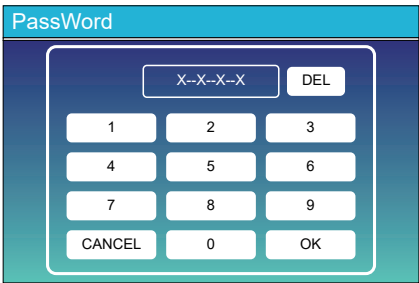 PassWord
X--X--X--X DEL
1 2 3
4 5 6
7 8 9
CANCEL 0 OK